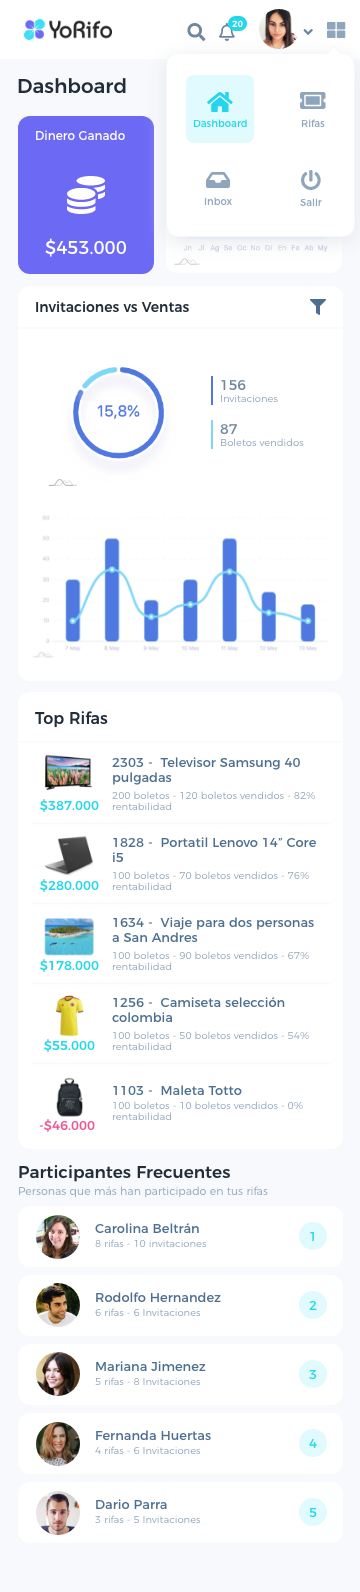 YoRifo
20
Dashboard
Dashboard
Rifas
Inbox
Salir
Dinero Ganado
$453.000
Jn Jl Ag Se Oc No Di En Fe Ab My
Invitaciones vs Ventas
15,8%
156
Invitaciones
87
Boletos vendidos
60
50
40
30
20
10
0
7 May 8 May 9 May 10 May 11 May 12 May 13 May
Top Rifas
2303 - Televisor Samsung 40
pulgadas
$387.000
200 boletos - 120 boletos vendidos - 82%
rentabilidad
1828 - Portatil Lenovo 14” Core
i5
$280.000
100 boletos - 70 boletos vendidos - 76%
rentabilidad
1634 - Viaje para dos personas
a San Andres
$178.000
100 boletos - 90 boletos vendidos - 67%
rentabilidad
1256 - Camiseta selección
colombia
$55.000
100 boletos - 50 boletos vendidos - 54%
rentabilidad
1103 - Maleta Totto
100 boletos - 10 boletos vendidos - 0%
rentabilidad
-$46.000
Participantes Frecuentes
Personas que más han participado en tus rifas
Carolina Beltrán
8 rifas - 10 invitaciones
1
Rodolfo Hernandez
6 rifas - 6 Invitaciones
2
Mariana Jimenez
5 rifas - 8 Invitaciones
3
Fernanda Huertas
4 rifas - 6 Invitaciones
4
Dario Parra
3 rifas - 5 Invitaciones
5